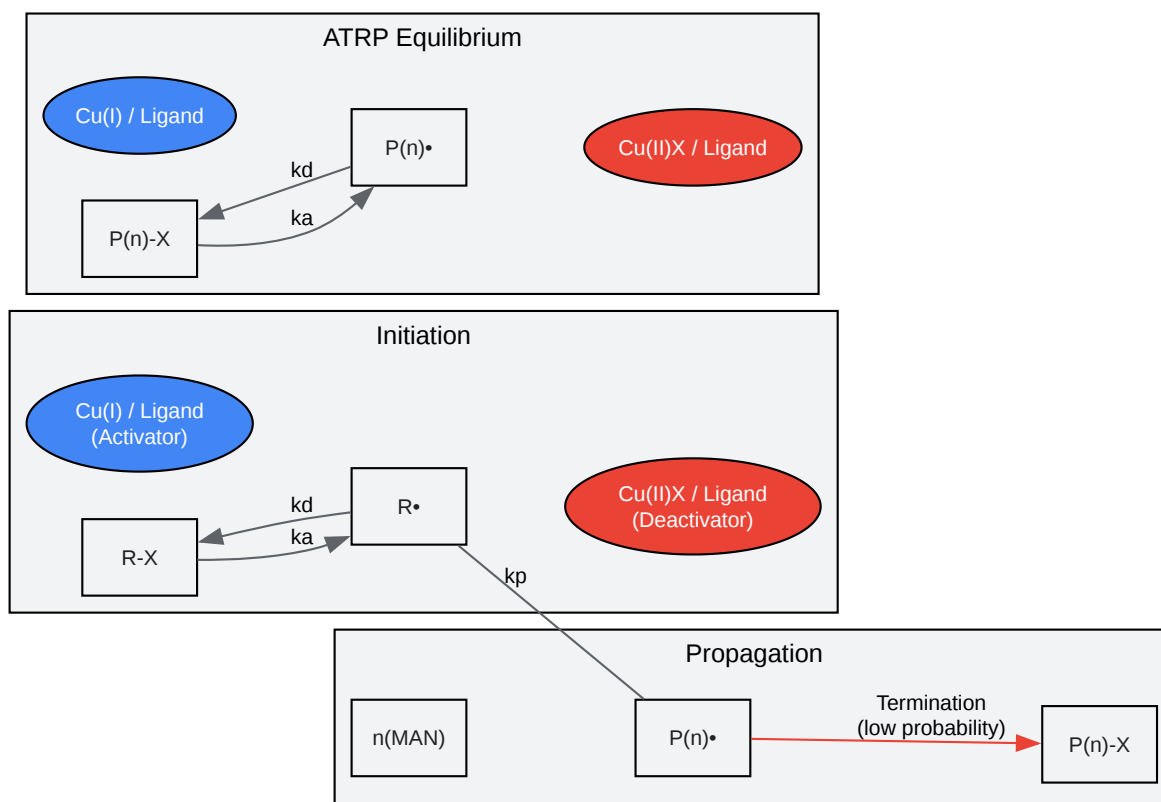 ATRP Equilibrium
Cu(I) / Ligand
P(n)•
Cu(II)X / Ligand
kd
ka
P(n)-X
Initiation
Cu(I) / Ligand
(Activator)
R•
Cu(II)X / Ligand
(Deactivator)
kd
ka
R-X
kp
Propagation
n(MAN)
P(n)•
Termination
(low probability)
P(n)-X